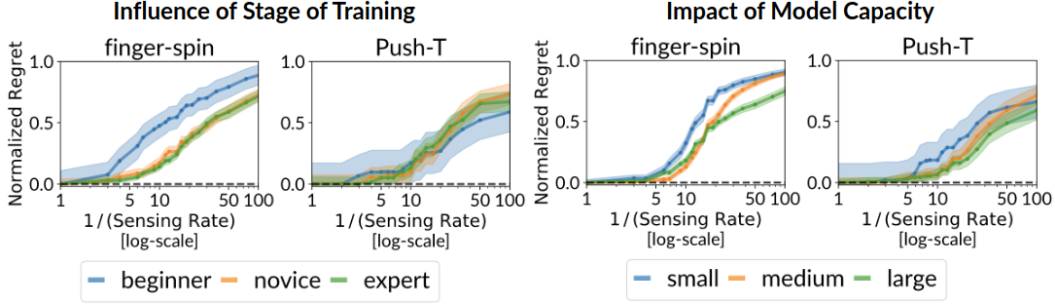 Influence of Stage of Training
Impact of Model Capacity
finger-spin
Push-T
finger-spin
Push-T
Normalized Regret
1.0
0.5
0.0
1
5
10
50
100
1/(Sensing Rate)
[log-scale]
1.0
0.5
0.0
1
5
10
50
100
1/(Sensing Rate)
[log-scale]
Normalized Regret
1.0
0.5
0.0
1
5
10
50
100
1/(Sensing Rate)
[log-scale]
1.0
0.5
0.0
1
5
10
50
100
1/(Sensing Rate)
[log-scale]
beginner novice expert
small medium large